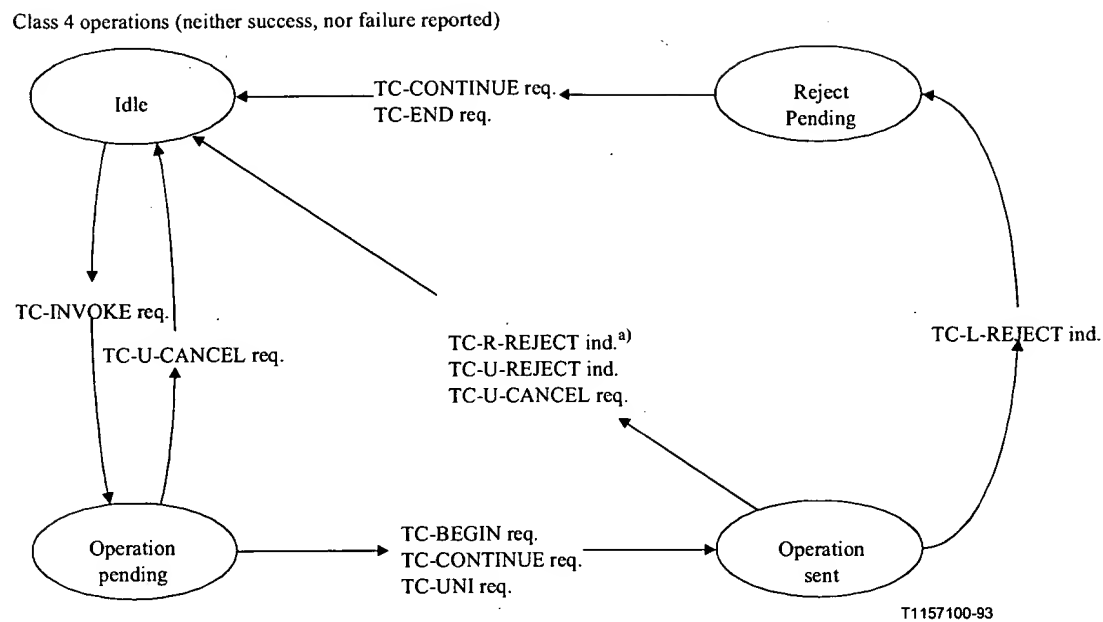 Class 4 operations (neither success, nor failure reported)
Idle
TC-CONTINUE req.
TC-END req.
Reject
Pending
TC-INVOKE req.
TC-U-CANCEL req.
TC-R-REJECT ind.a)
TC-U-REJECT ind.
TC-U-CANCEL req.
TC-L-REJECT ind.
Operation
pending
TC-BEGIN req.
TC-CONTINUE req.
TC-UNI req.
Operation
sent
T1157100-93